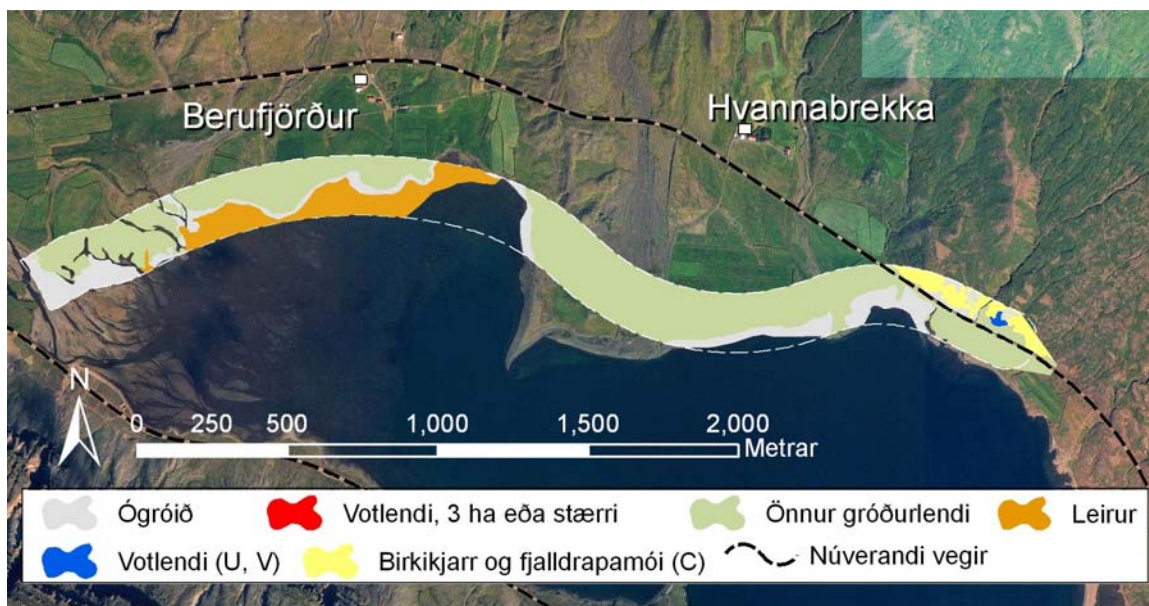 Berufjörður
Hvannabrekka
N
0 250 500 1,000 1,500 2,000
Metrar
Ógróið
Votlendi, 3 ha eða stærri
Önnur gróðurlendi
Leirur
Votlendi (U, V)
Birkikjarr og fjalldrapamói (C)
Núverandi vegir